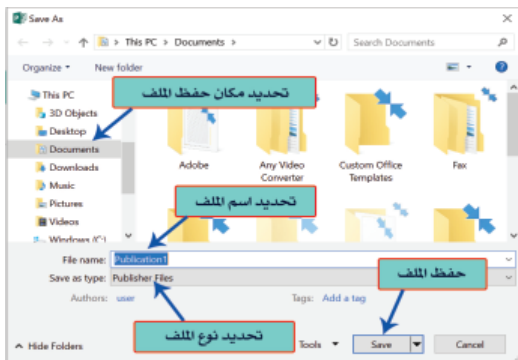 Save As
This PC > Documents >
Search Documents
Organize
New folder
This PC
تحديد مكان حفظ الملف
3D Objects
Desktop
Documents
Downloads
Music
Pictures
Videos
Windows (C:)
Adobe
Any Video Converter
Custom Office Templates
Fax
تحديد اسم الملف
File name: Publication1
Save as type: Publisher Files
حفظ الملف
Authors: user
Tags: Add a tag
تحديد نوع الملف
Hide Folders
Tools
Save
Cancel